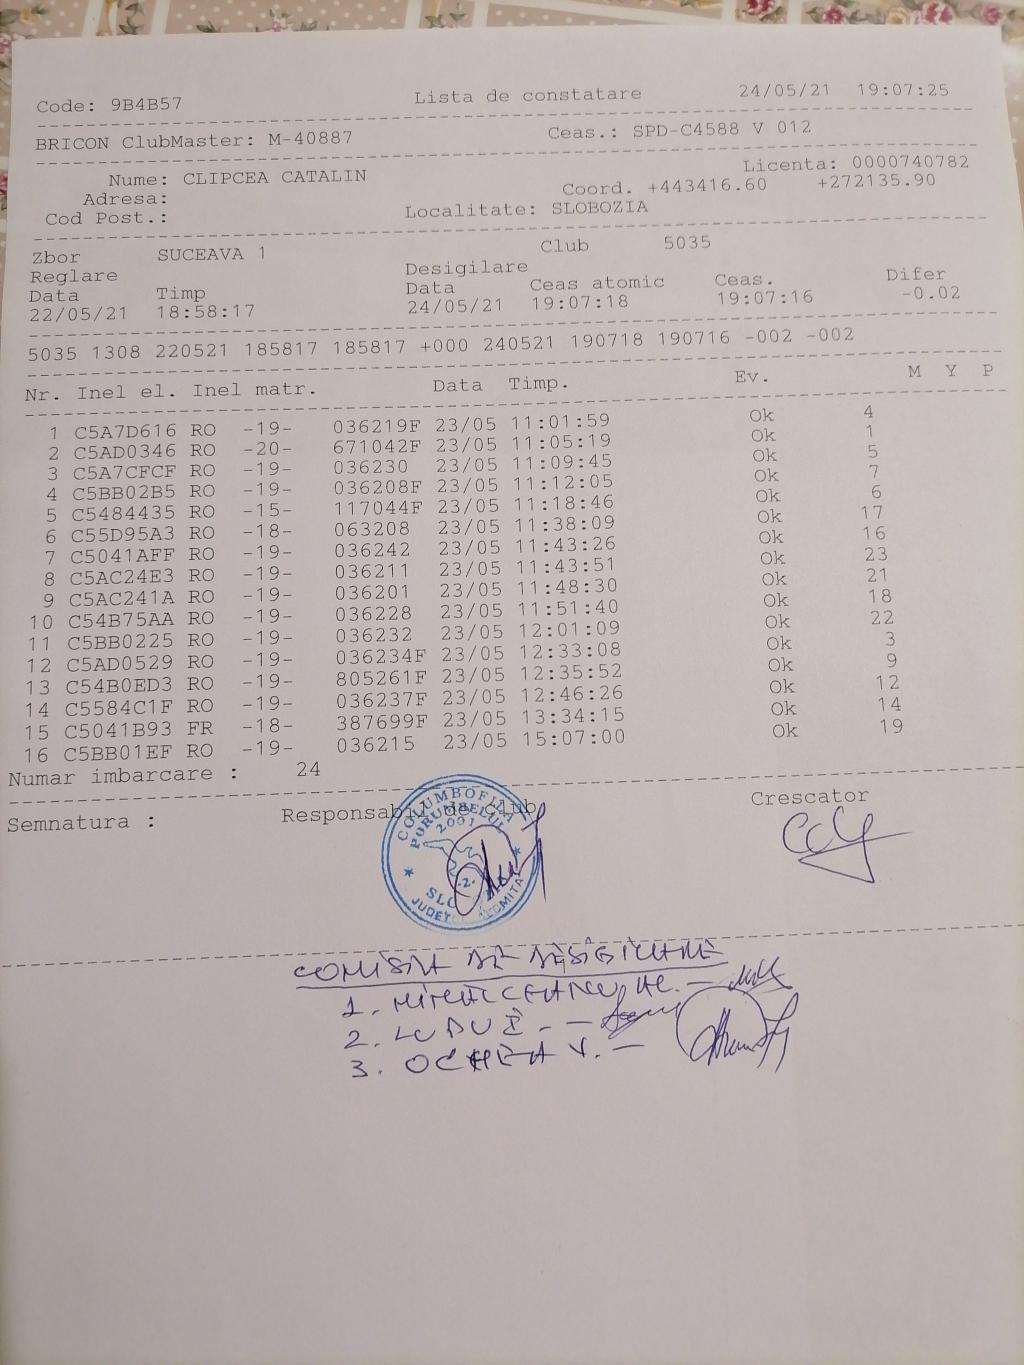 Code: 9B4B57 Lista de constatare 24/05/21 19:07:25
BRICON ClubMaster: M-40887 Ceas.: SPD-C4588 V 012
Licenta: 0000740782
Nume: CLIPCEA CATALIN Coord. +443416.60 +272135.90
Adresa:
Cod Post.: Localitate: SLOBOZIA
Zbor SUCEAVA 1 Club 5035
Reglare Desigilare
Data Timp Data Ceas atomic Ceas. Difer
22/05/21 18:58:17 24/05/21 19:07:18 19:07:16 -0.02
5035 1308 220521 185817 185817 +000 240521 190718 190716 -002 -002
Nr. Inel el. Inel matr. Data Timp. Ev. M Y P
1 C5A7D616 RO -19- 036219F 23/05 11:01:59 Ok 4
2 C5AD0346 RO -20- 671042F 23/05 11:05:19 Ok 1
3 C5A7CFCF RO -19- 036230 23/05 11:09:45 Ok 5
4 C5BB02B5 RO -19- 036208F 23/05 11:12:05 Ok 7
5 C5484435 RO -15- 117044F 23/05 11:18:46 Ok 6
6 C55D95A3 RO -18- 063208 23/05 11:38:09 Ok 17
7 C5041AFF RO -19- 036242 23/05 11:43:26 Ok 16
8 C5AC24E3 RO -19- 036211 23/05 11:43:51 Ok 23
9 C5AC241A RO -19- 036201 23/05 11:48:30 Ok 21
10 C54B75AA RO -19- 036228 23/05 11:51:40 Ok 18
11 C5BB0225 RO -19- 036232 23/05 12:01:09 Ok 22
12 C5AD0529 RO -19- 036234F 23/05 12:33:08 Ok 3
13 C54B0ED3 RO -19- 805261F 23/05 12:35:52 Ok 9
14 C5584C1F RO -19- 036237F 23/05 12:46:26 Ok 12
15 C5041B93 FR -18- 387699F 23/05 13:34:15 Ok 14
16 C5BB01EF RO -19- 036215 23/05 15:07:00 Ok 19
Numar imbarcare : 24
Semnatura : Responsabil de Club Crescator
COLUMBOFILA
PORUMBELUL
2001
JUDEȚUL IALOMITA
COMISIA DE DESIGILARE
1.
2.
3. OCHEA V. -